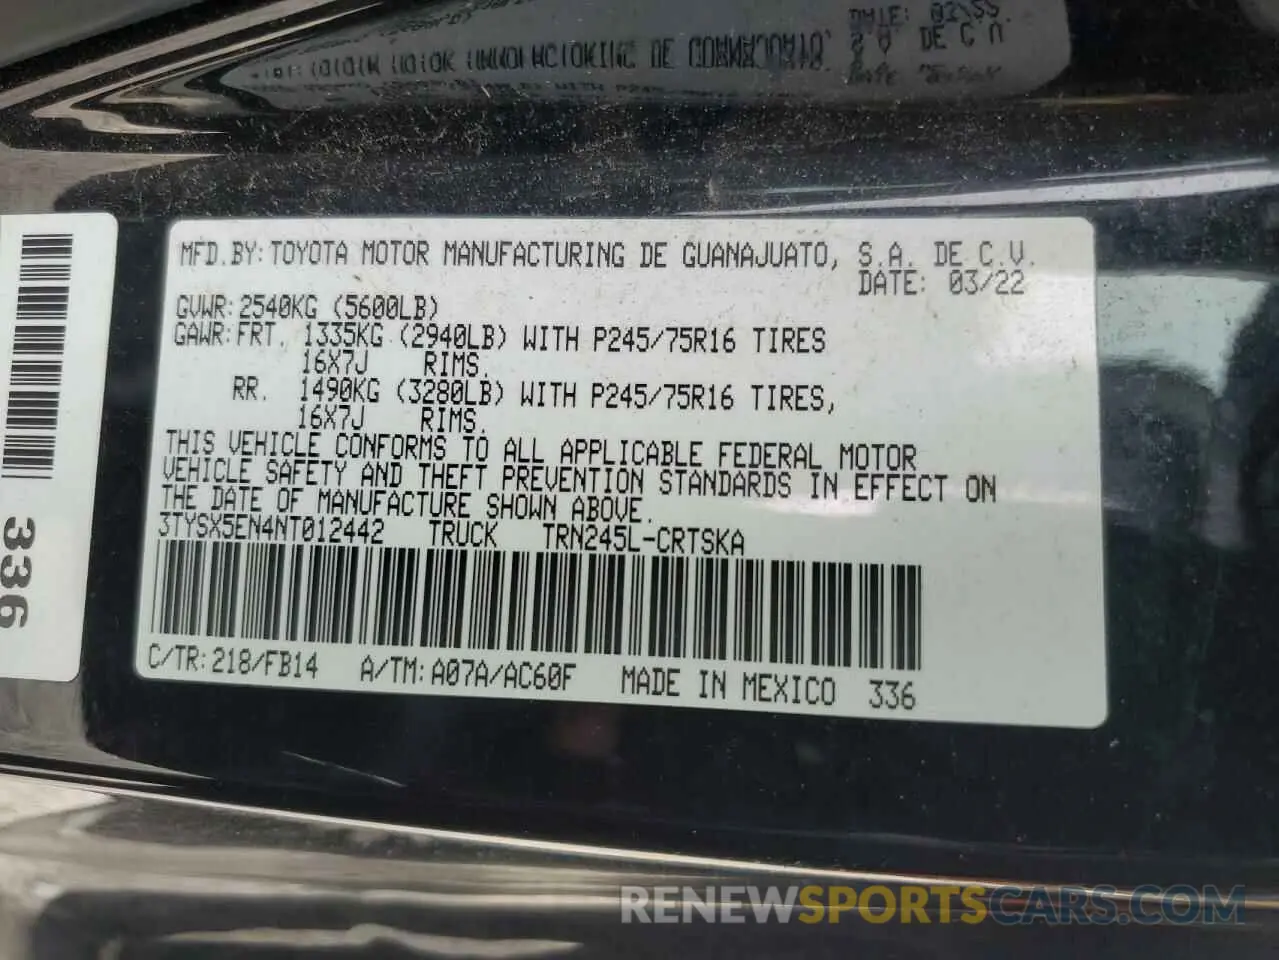 MFD.BY:TOYOTA MOTOR MANUFACTURING DE GUANAJUATO, S.A. DE C.V.
DATE: 03/22
GVWR:2540KG (5600LB)
GAWR:FRT. 1335KG (2940LB) WITH P245/75R16 TIRES
16X7J RIMS.
RR. 1490KG (3280LB) WITH P245/75R16 TIRES,
16X7J RIMS.
THIS VEHICLE CONFORMS TO ALL APPLICABLE FEDERAL MOTOR
VEHICLE SAFETY AND THEFT PREVENTION STANDARDS IN EFFECT ON
THE DATE OF MANUFACTURE SHOWN ABOVE.
3TYSX5EN4NT012442 TRUCK TRN245L-CRTSKA
C/TR:218/FB14 A/TM:A07A/AC60F MADE IN MEXICO 336
336
RENEWSPORTSCARS.COM